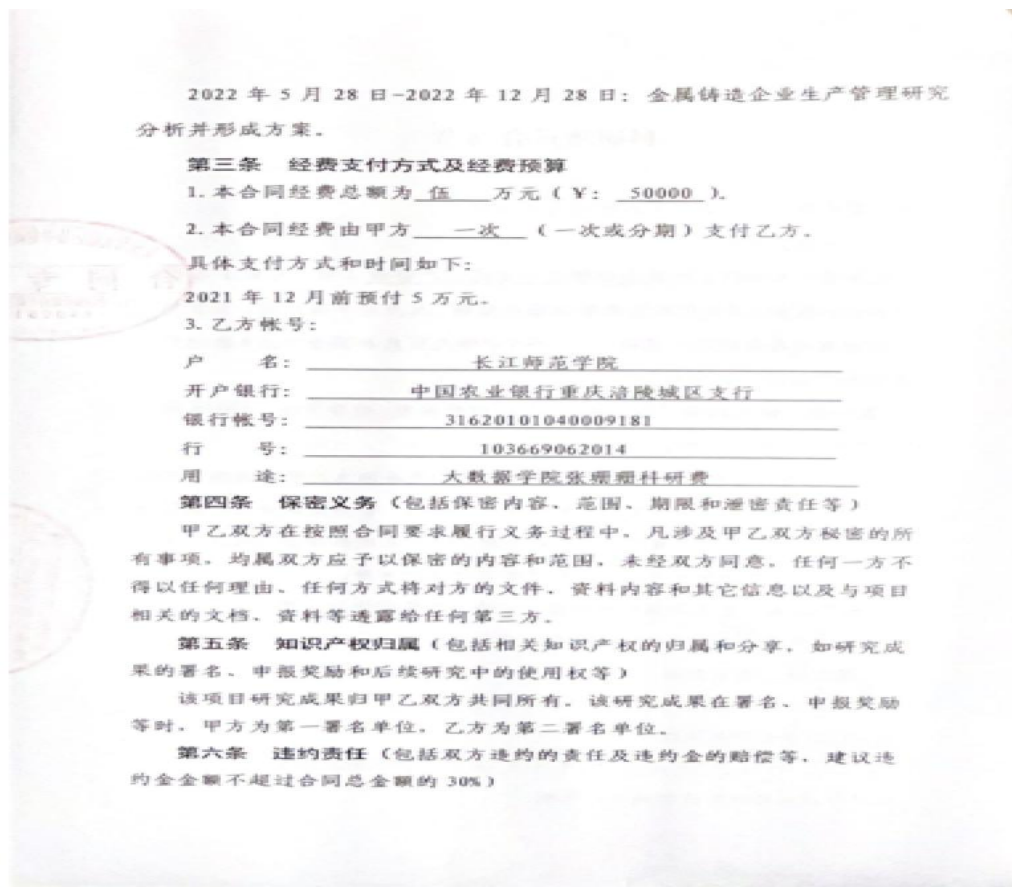 2022 年 5 月 28 日-2022 年 12 月 28 日: 金属铸造企业生产管理研究
分析并形成方案。
第三条 经费支付方式及经费预算
1. 本合同经费总额为 伍 万元 (¥: 50000 ).
2. 本合同经费由甲方 一次 (一次或分期) 支付乙方.
具体支付方式和时间如下:
2021 年 12 月前预付 5 万元.
3. 乙方帐号:
户 名: 长江师范学院
开户银行: 中国农业银行重庆涪陵城区支行
银行帐号: 31620101040009181
行 号: 103669062014
用 途: 大数据学院张珊珊科研费
第四条 保密义务 (包括保密内容、范围、期限和泄密责任等)
甲乙双方在按照合同要求履行义务过程中, 凡涉及甲乙双方秘密的所
有事项, 均属双方应予以保密的内容和范围, 未经双方同意, 任何一方不
得以任何理由、任何方式将对方的文件、资料内容和其它信息以及与项目
相关的文档、资料等透露给任何第三方。
第五条 知识产权归属 (包括相关知识产权的归属和分享, 如研究成
果的署名、申报奖励和后续研究中的使用权等)
该项目研究成果归甲乙双方共同所有, 该研究成果在署名、申报奖励
等时, 甲方为第一署名单位, 乙方为第二署名单位.
第六条 违约责任 (包括双方违约的责任及违约金的赔偿等, 建议违
约金金额不超过合同总金额的 30%)